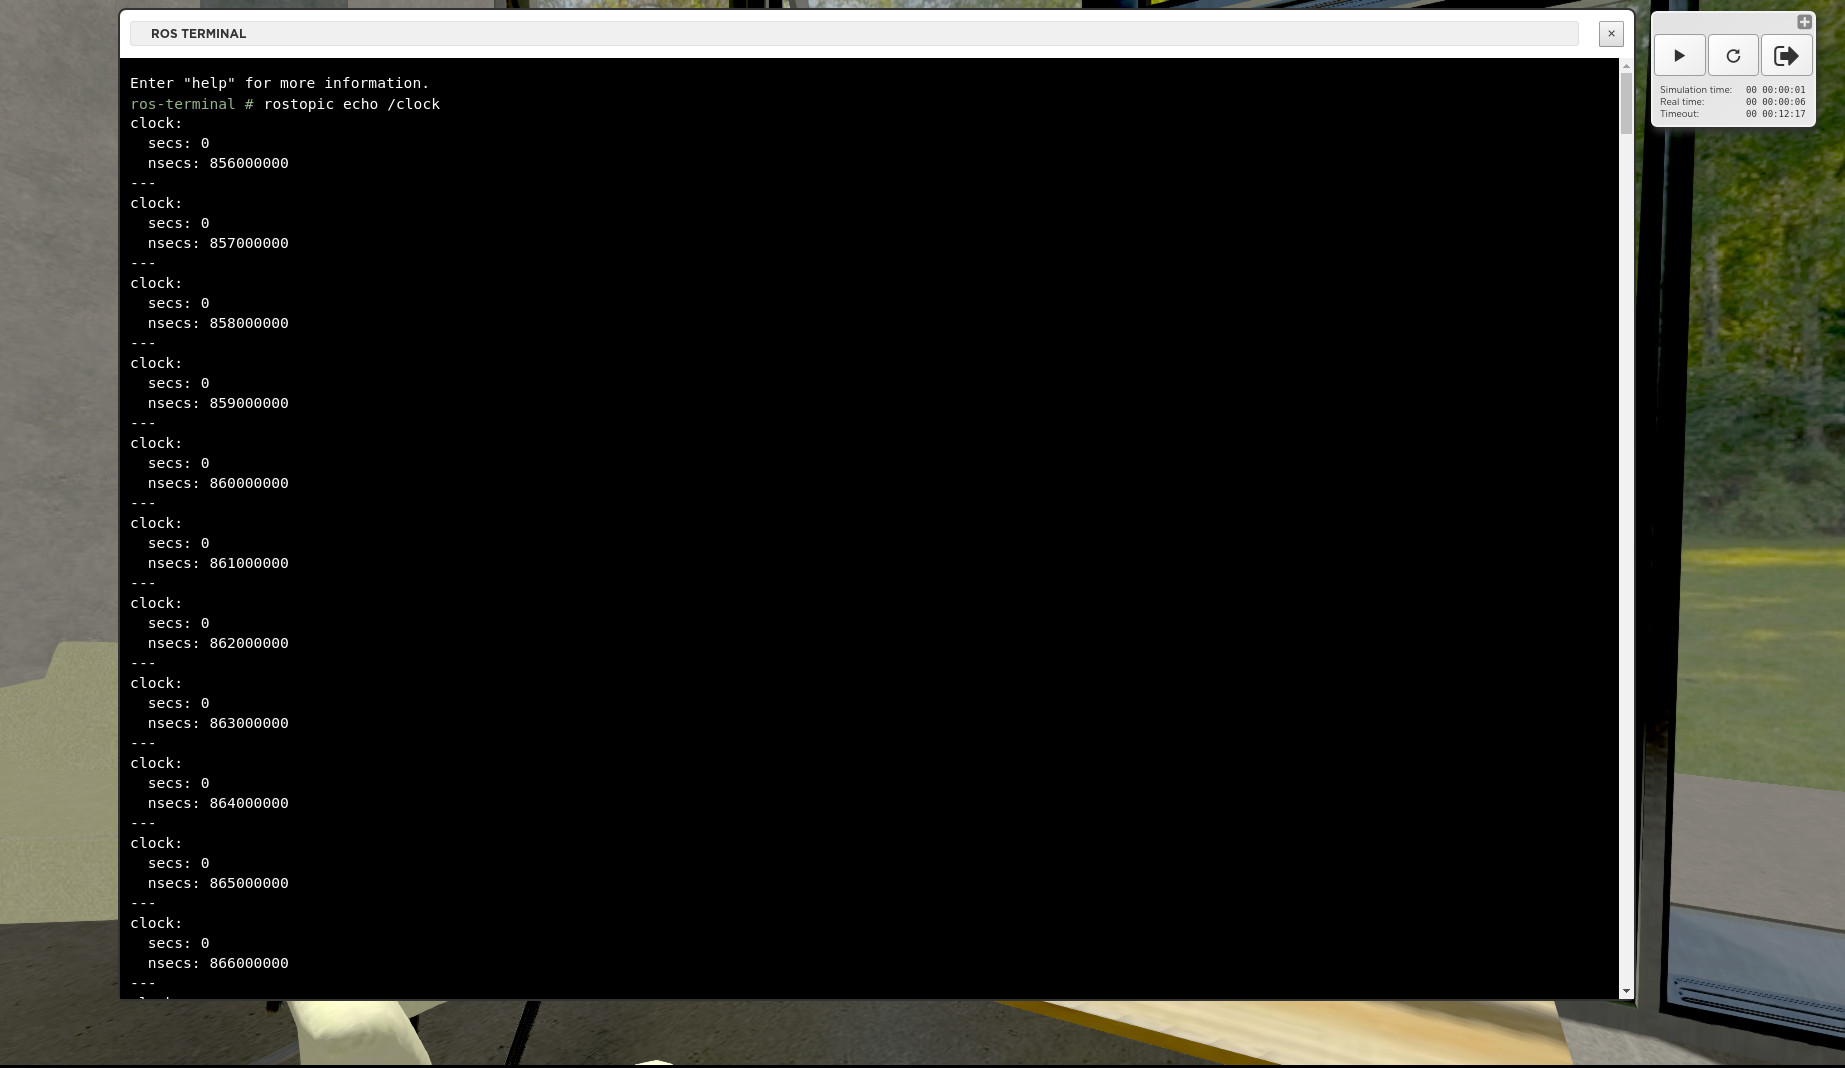 ROS TERMINAL
×
Enter "help" for more information.
ros-terminal # rostopic echo /clock
clock:
  secs: 0
  nsecs: 856000000
---
clock:
  secs: 0
  nsecs: 857000000
---
clock:
  secs: 0
  nsecs: 858000000
---
clock:
  secs: 0
  nsecs: 859000000
---
clock:
  secs: 0
  nsecs: 860000000
---
clock:
  secs: 0
  nsecs: 861000000
---
clock:
  secs: 0
  nsecs: 862000000
---
clock:
  secs: 0
  nsecs: 863000000
---
clock:
  secs: 0
  nsecs: 864000000
---
clock:
  secs: 0
  nsecs: 865000000
---
clock:
  secs: 0
  nsecs: 866000000
---
Simulation time: 00 00:00:01
Real time: 00 00:00:06
Timeout: 00 00:12:17